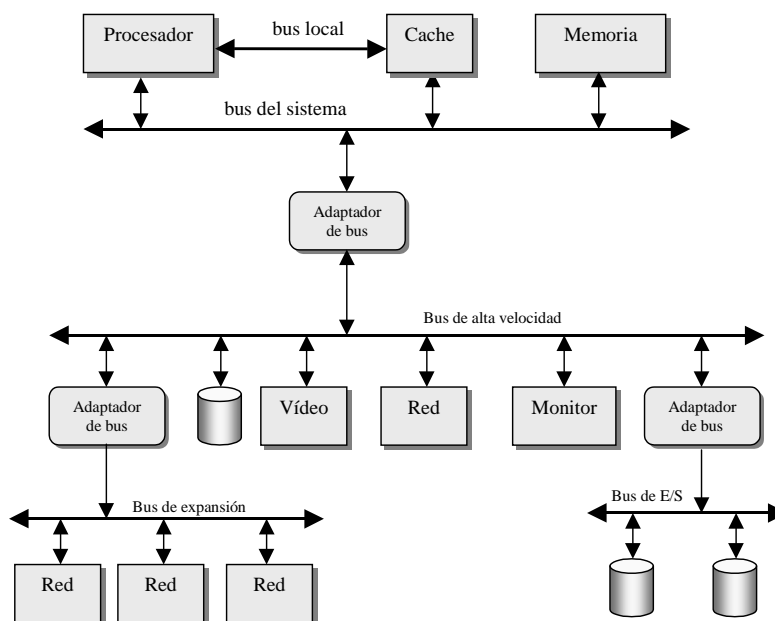 Procesador
bus local
Cache
Memoria
bus del sistema
Adaptador
de bus
Bus de alta velocidad
Adaptador
de bus
Vídeo
Red
Monitor
Adaptador
de bus
Bus de expansión
Bus de E/S
Red
Red
Red